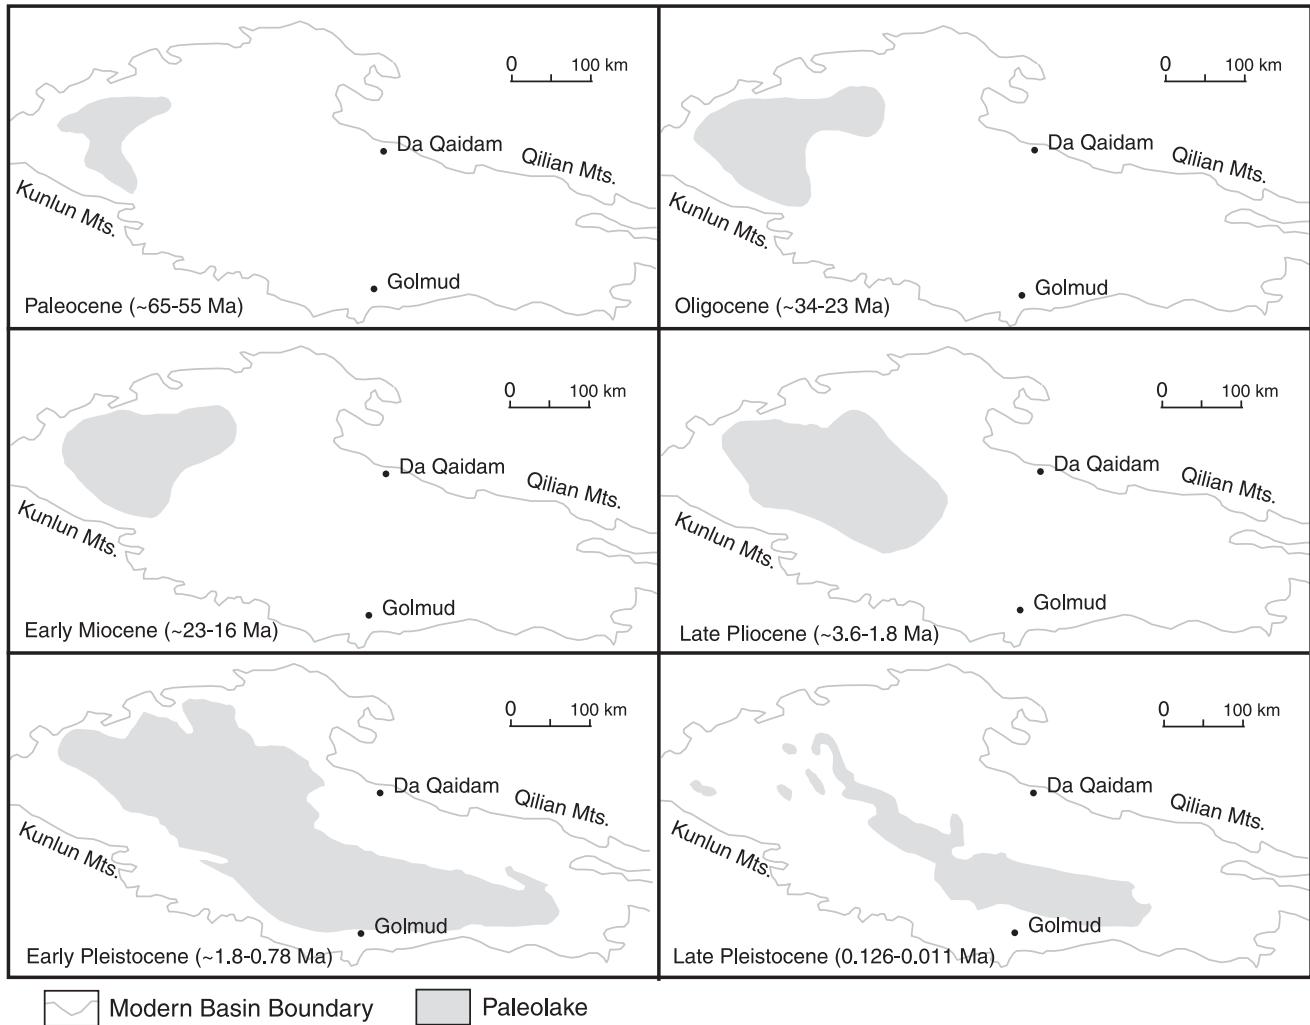 0 100 km
Da Qaidam
Qilian Mts.
Kunlun Mts.
Golmud
Paleocene (~65-55 Ma)
0 100 km
Da Qaidam
Qilian Mts.
Kunlun Mts.
Golmud
Oligocene (~34-23 Ma)
0 100 km
Da Qaidam
Qilian Mts.
Kunlun Mts.
Golmud
Early Miocene (~23-16 Ma)
0 100 km
Da Qaidam
Qilian Mts.
Kunlun Mts.
Golmud
Late Pliocene (~3.6-1.8 Ma)
0 100 km
Da Qaidam
Qilian Mts.
Kunlun Mts.
Golmud
Early Pleistocene (~1.8-0.78 Ma)
0 100 km
Da Qaidam
Qilian Mts.
Kunlun Mts.
Golmud
Late Pleistocene (0.126-0.011 Ma)
Modern Basin Boundary
Paleolake